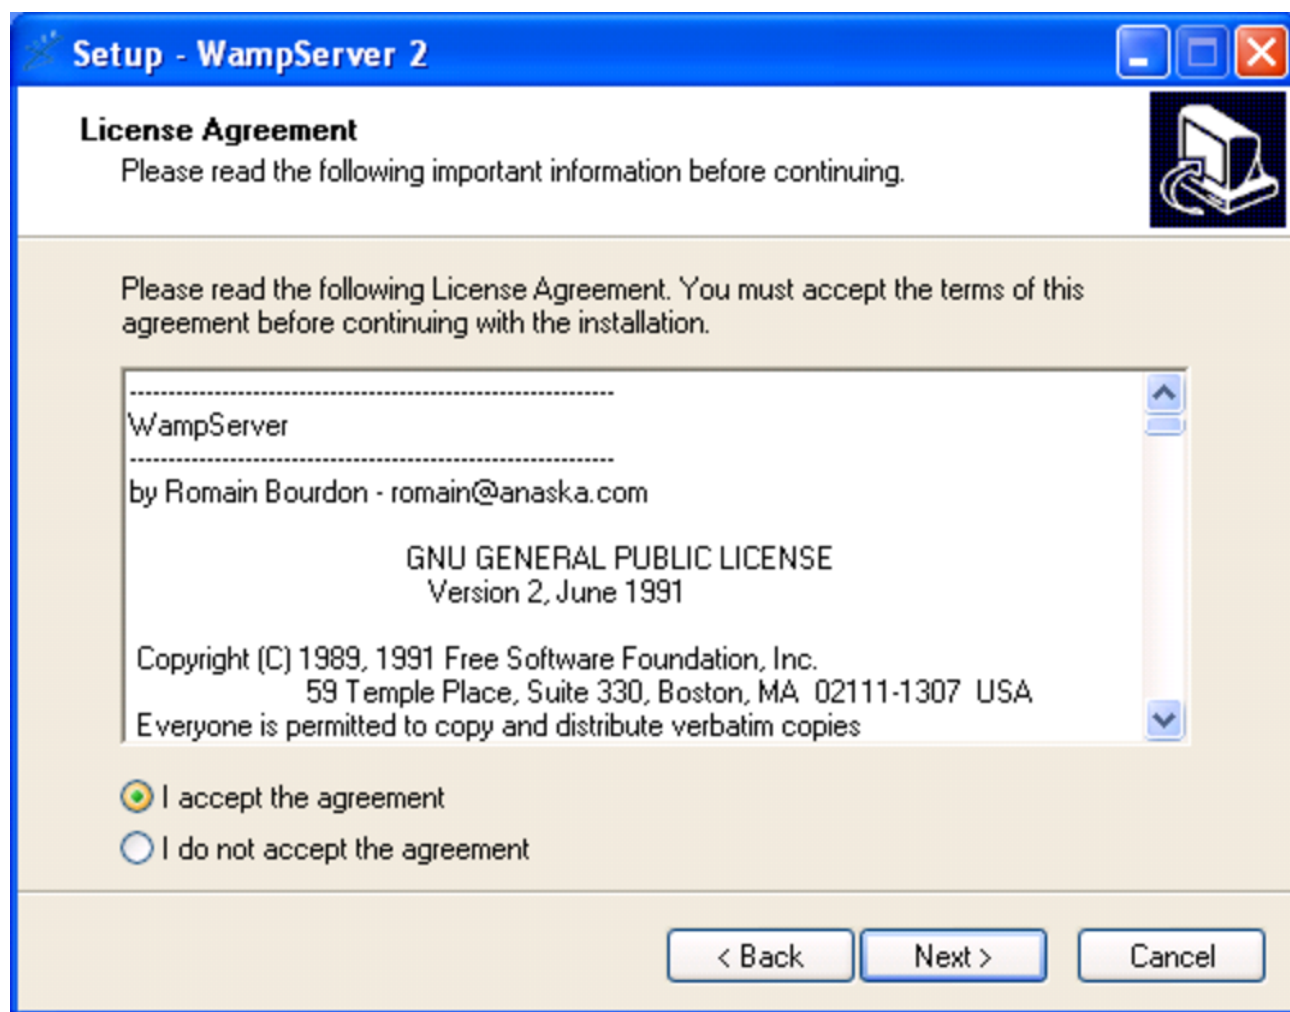 Setup - WampServer 2
License Agreement
Please read the following important information before continuing.
Please read the following License Agreement. You must accept the terms of this
agreement before continuing with the installation.
---------------------------------------------------------------
WampServer
---------------------------------------------------------------
by Romain Bourdon - romain@anaska.com
GNU GENERAL PUBLIC LICENSE
Version 2, June 1991
Copyright (C) 1989, 1991 Free Software Foundation, Inc.
59 Temple Place, Suite 330, Boston, MA  02111-1307  USA
Everyone is permitted to copy and distribute verbatim copies
I accept the agreement
I do not accept the agreement
< Back Next > Cancel